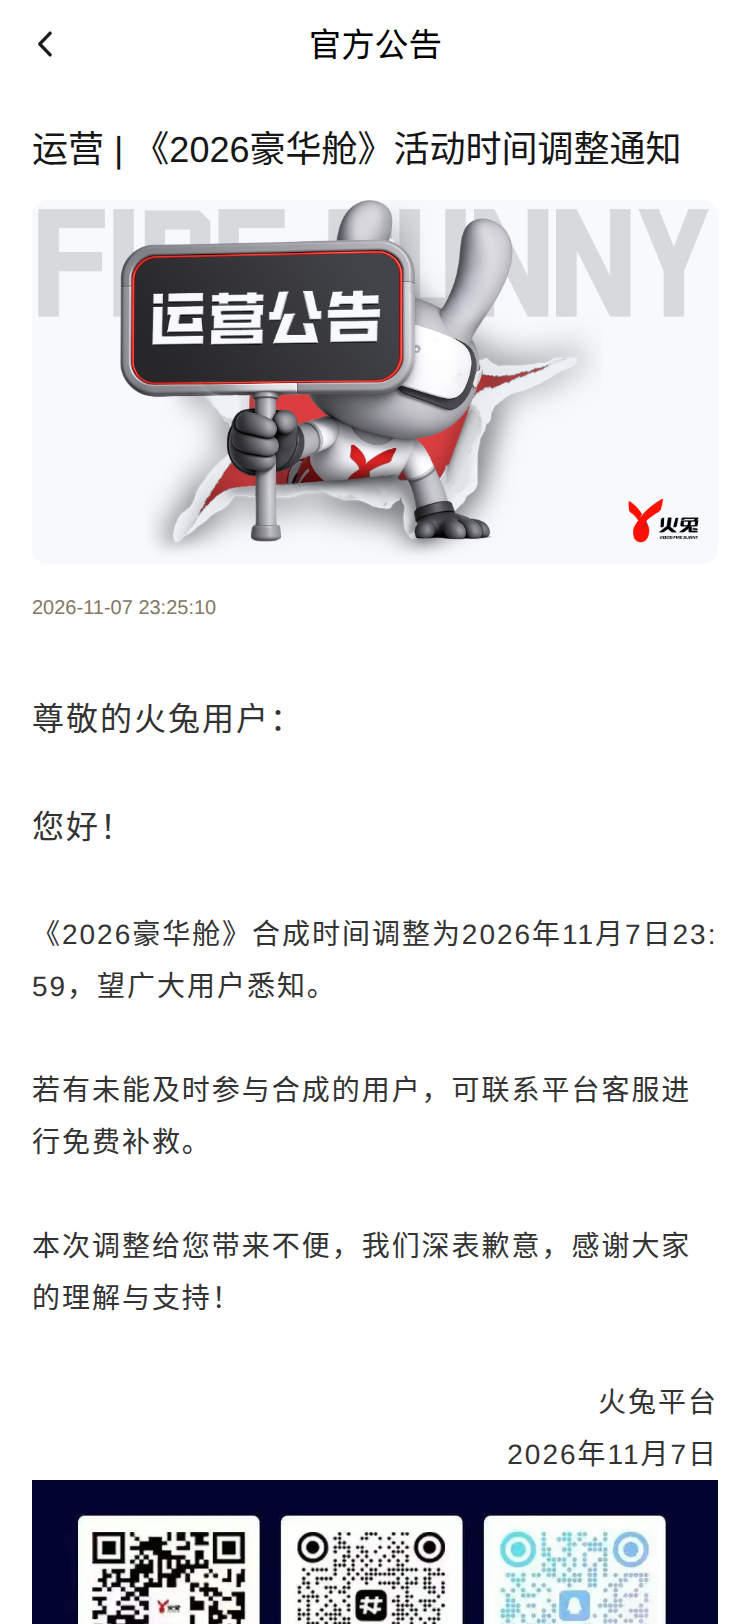 官方公告
运营 | 《2026豪华舱》活动时间调整通知
FIRE BUNNY
运营公告
火兔
2026-11-07 23:25:10
尊敬的火兔用户：
您好！
《2026豪华舱》合成时间调整为2026年11月7日23:
59，望广大用户悉知。
若有未能及时参与合成的用户，可联系平台客服进
行免费补救。
本次调整给您带来不便，我们深表歉意，感谢大家
的理解与支持！
火兔平台
2026年11月7日